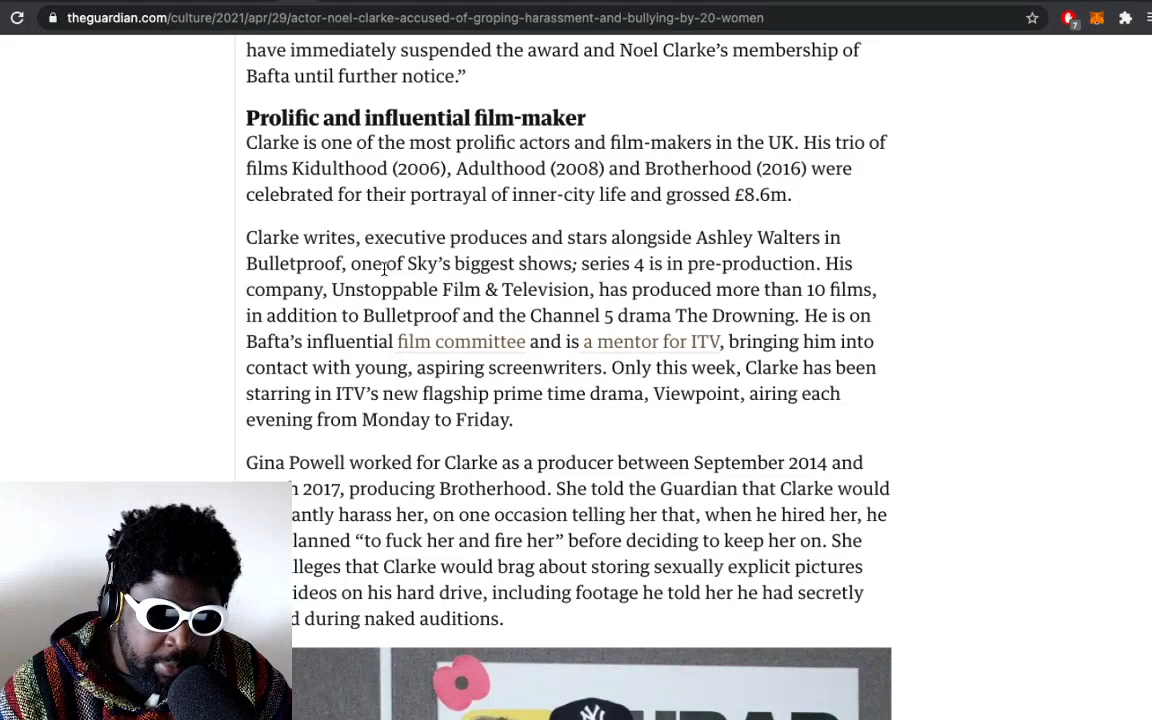 theguardian.com/culture/2021/apr/29/actor-noel-clarke-accused-of-groping-harassment-and-bullying-by-20-women
7
have immediately suspended the award and Noel Clarke’s membership of
Bafta until further notice.”
Prolific and influential film-maker
Clarke is one of the most prolific actors and film-makers in the UK. His trio of
films Kidulthood (2006), Adulthood (2008) and Brotherhood (2016) were
celebrated for their portrayal of inner-city life and grossed £8.6m.
Clarke writes, executive produces and stars alongside Ashley Walters in
Bulletproof, one of Sky’s biggest shows; series 4 is in pre-production. His
company, Unstoppable Film & Television, has produced more than 10 films,
in addition to Bulletproof and the Channel 5 drama The Drowning. He is on
Bafta’s influential film committee and is a mentor for ITV, bringing him into
contact with young, aspiring screenwriters. Only this week, Clarke has been
starring in ITV’s new flagship prime time drama, Viewpoint, airing each
evening from Monday to Friday.
Gina Powell worked for Clarke as a producer between September 2014 and
2017, producing Brotherhood. She told the Guardian that Clarke would
antly harass her, on one occasion telling her that, when he hired her, he
lanned “to fuck her and fire her” before deciding to keep her on. She
lleges that Clarke would brag about storing sexually explicit pictures
ideos on his hard drive, including footage he told her he had secretly
d during naked auditions.